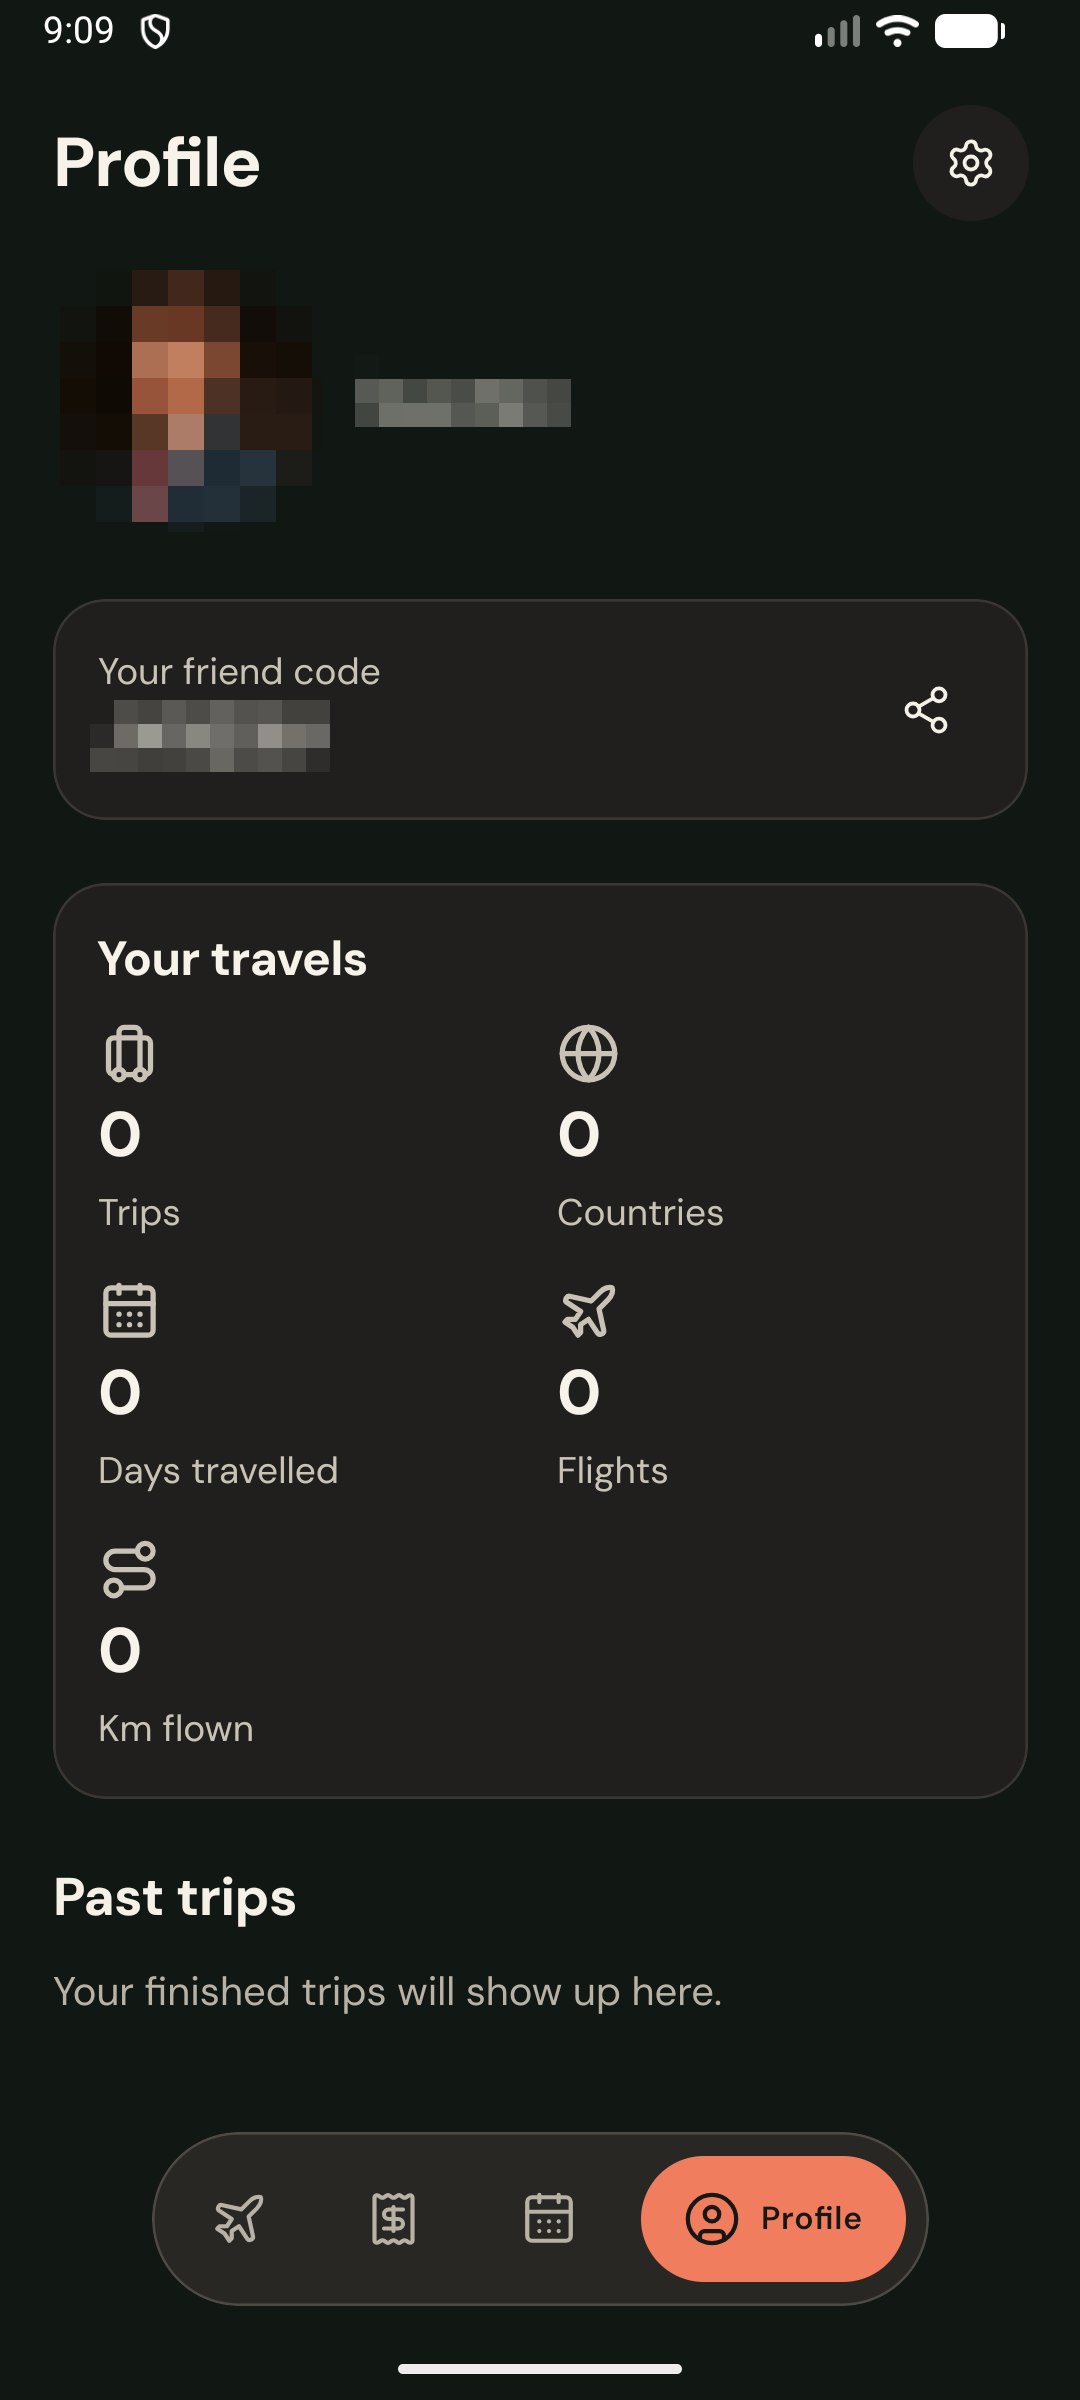 9:09
Profile
Your friend code
Your travels
0
Trips
0
Countries
0
Days travelled
0
Flights
0
Km flown
Past trips
Your finished trips will show up here.
Profile